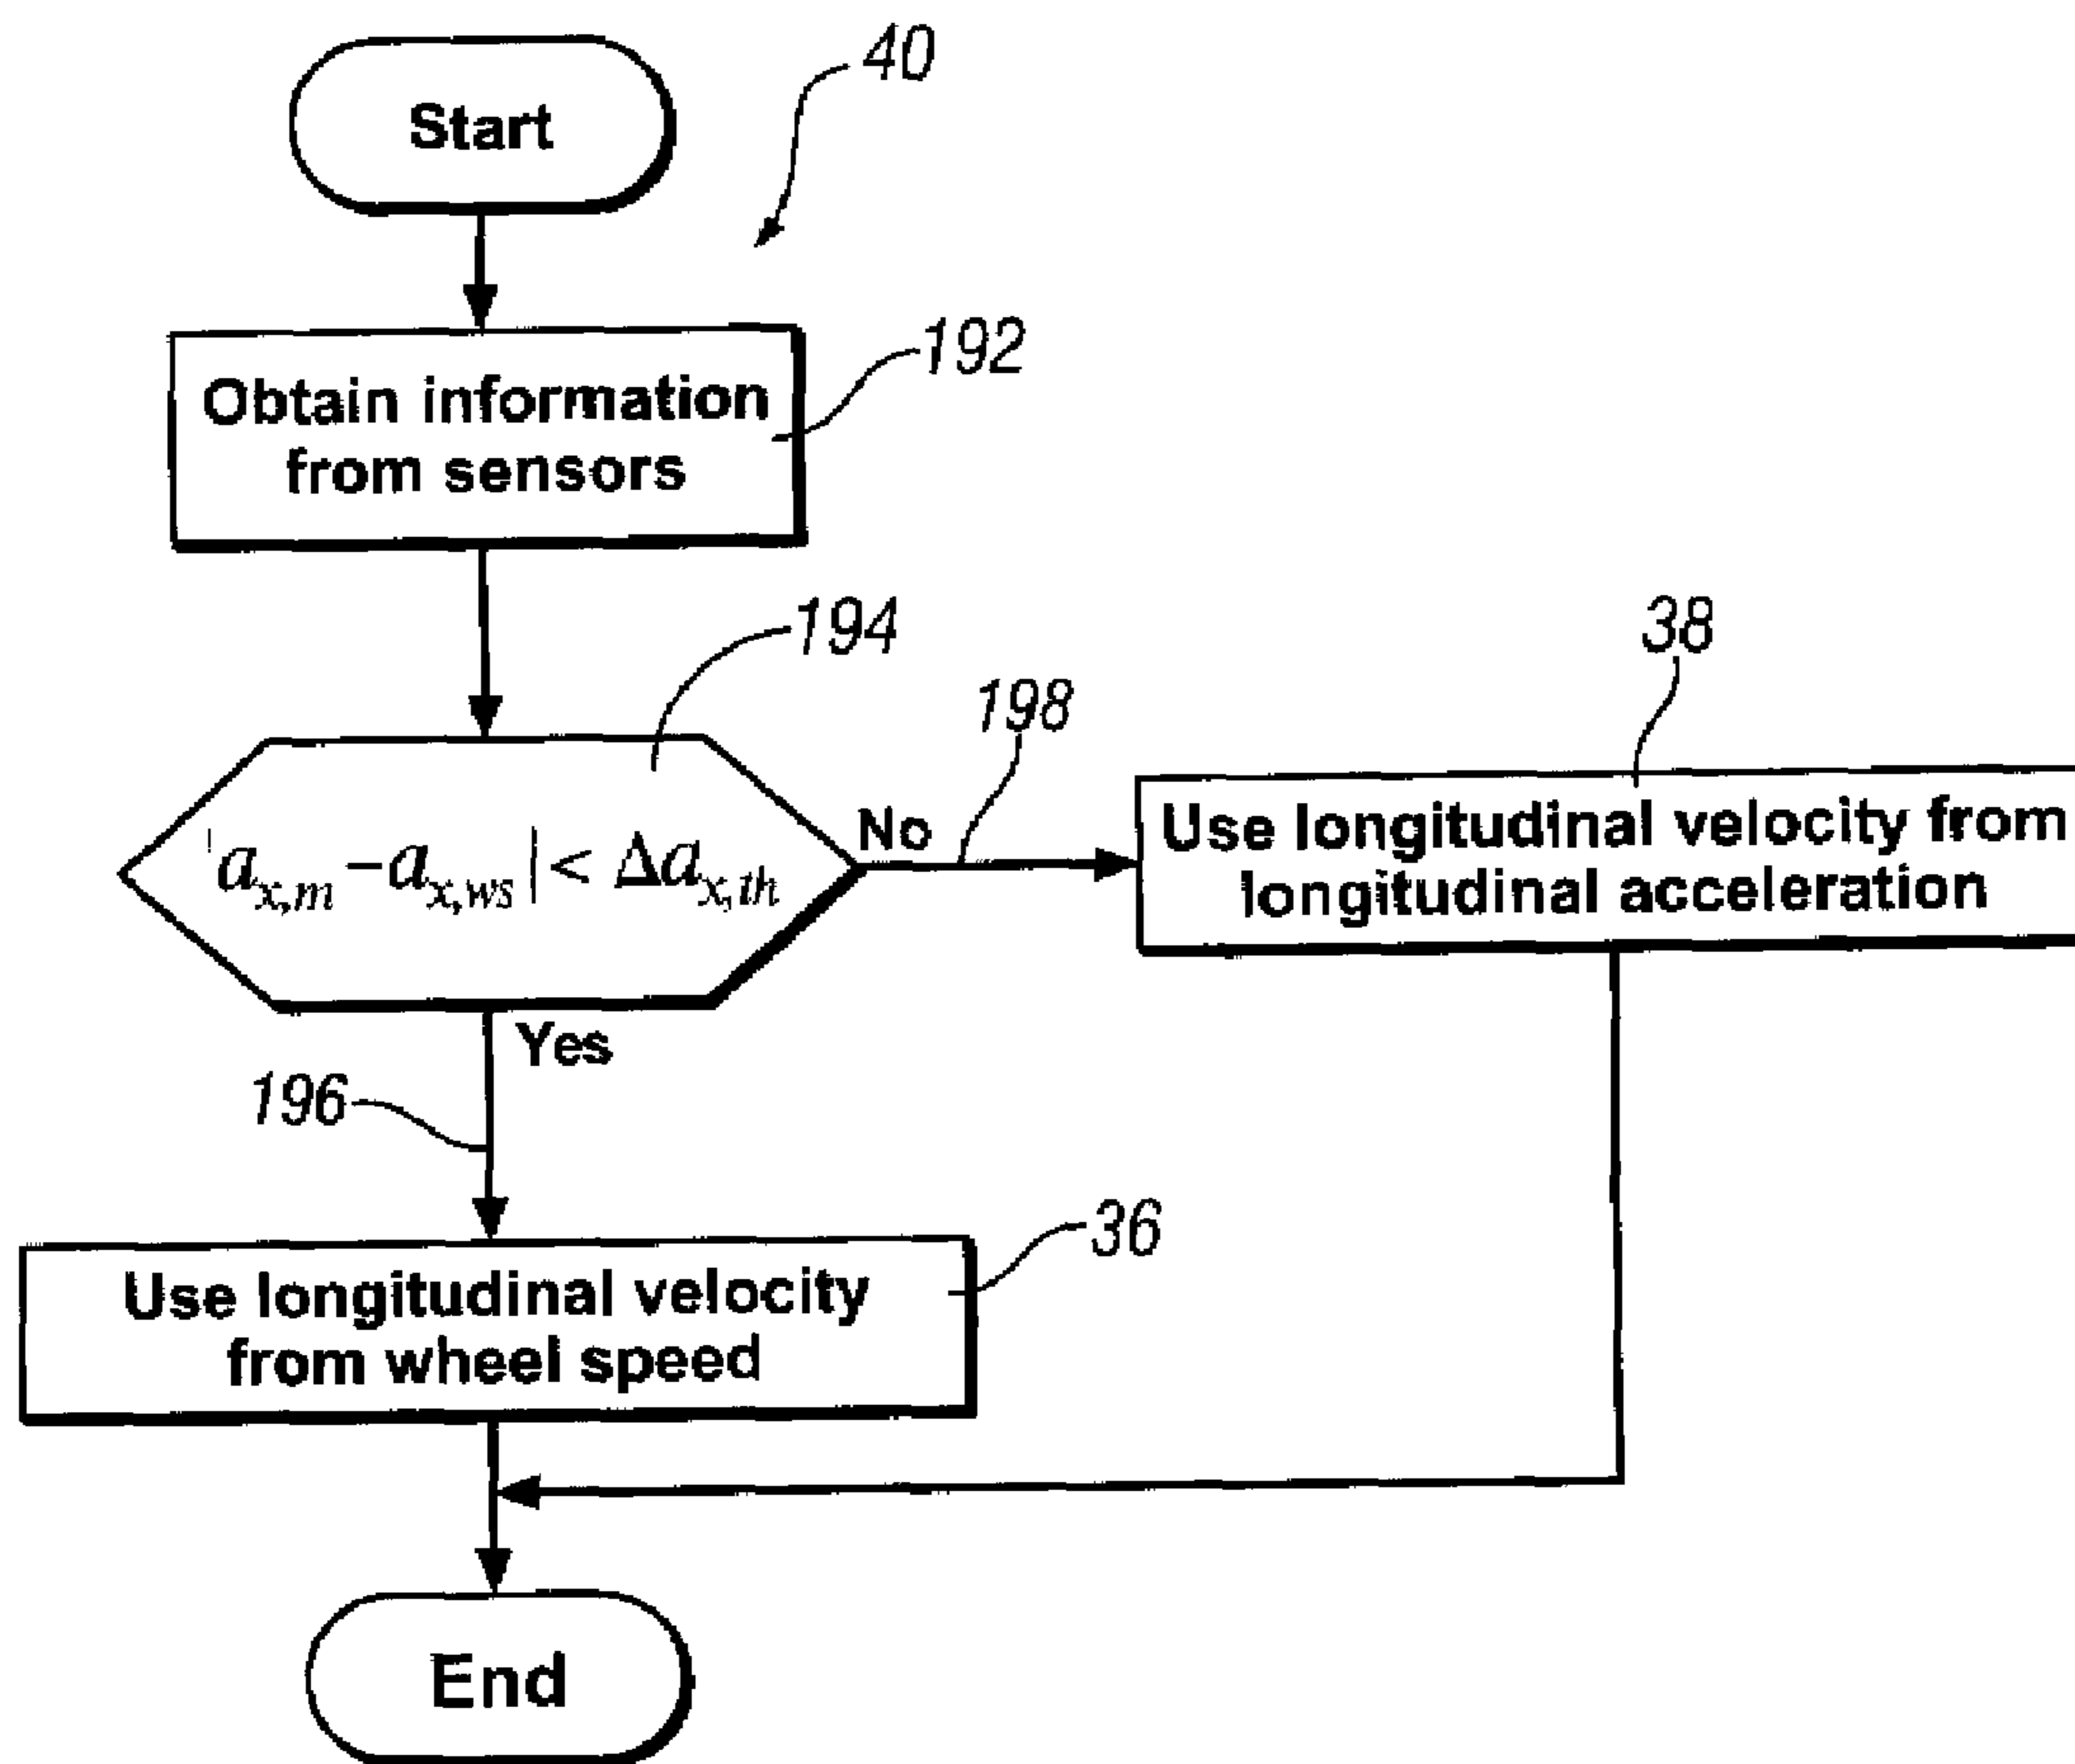 Start
40
Obtain information
from sensors
192
194
198
38
|a_{x,m} - a_{x,ws}| < Δa_{x,th}
No
Use longitudinal velocity from
longitudinal acceleration
Yes
196
36
Use longitudinal velocity
from wheel speed
End